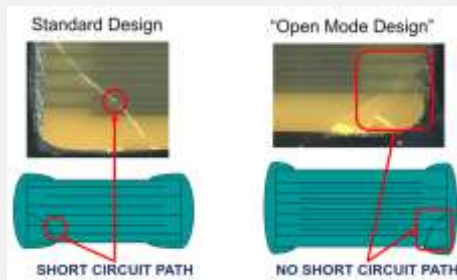 Standard Design
"Open Mode Design"
SHORT CIRCUIT PATH
NO SHORT CIRCUIT PATH